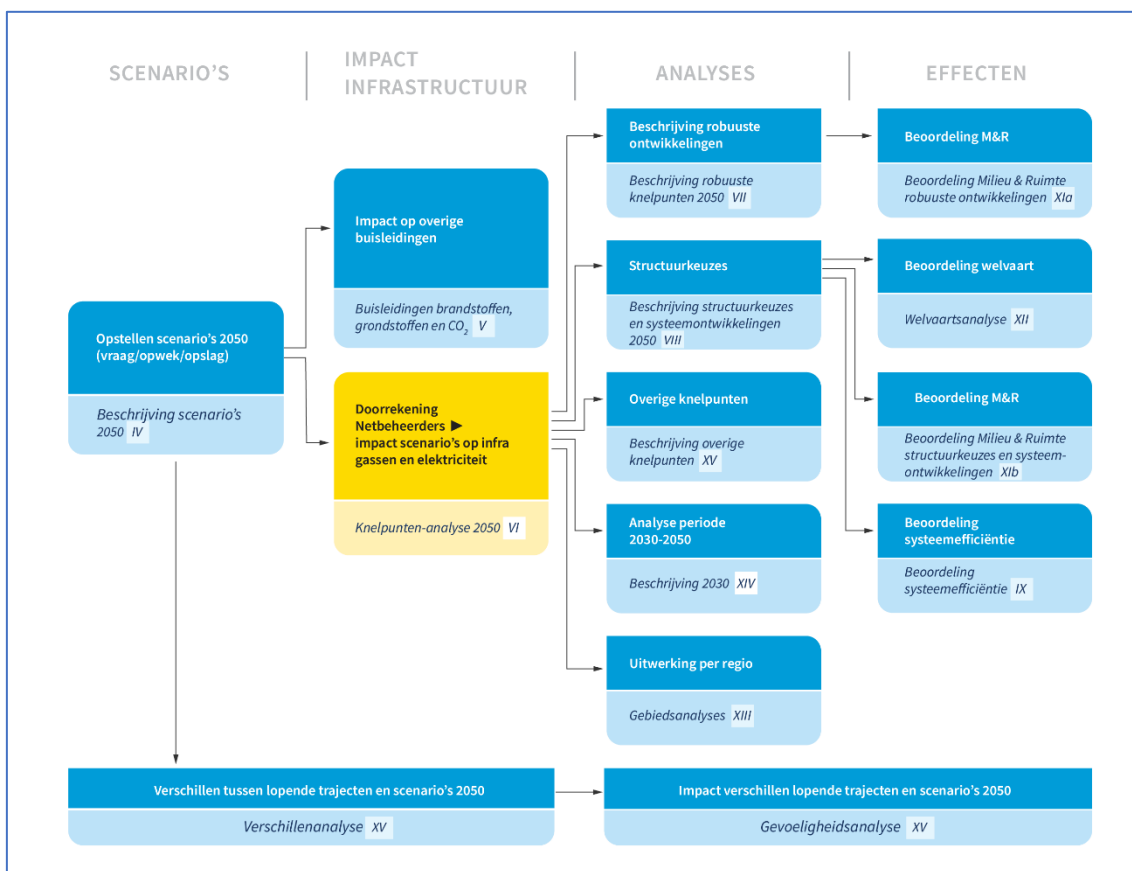 SCENARIO'S
IMPACT
INFRASTRUCTUUR
ANALYSES
EFFECTEN
Opstellen scenario's 2050
(vraag/opwek/opslag)
Beschrijving scenario's
2050 IV
Impact op overige
buisleidingen
Buisleidingen brandstoffen,
grondstoffen en CO₂ V
Doorrekening
Netbeheerders ►
impact scenario's op infra
gassen en elektriciteit
Knelpunten-analyse 2050 VI
Beschrijving robuuste
ontwikkelingen
Beschrijving robuuste
knelpunten 2050 VII
Structuurkeuzes
Beschrijving structuurkeuzes
en systeemontwikkelingen
2050 VIII
Overige knelpunten
Beschrijving overige
knelpunten XV
Analyse periode
2030-2050
Beschrijving 2030 XIV
Uitwerking per regio
Gebiedsanalyses XIII
Beoordeling M&R
Beoordeling Milieu & Ruimte
robuuste ontwikkelingen XIa
Beoordeling welvaart
Welvaartsanalyse XII
Beoordeling M&R
Beoordeling Milieu & Ruimte
structuurkeuzes en systeem-
ontwikkelingen XIb
Beoordeling
systeemefficiëntie
Beoordeling
systeemefficiëntie IX
Verschillen tussen lopende trajecten en scenario's 2050
Verschillenanalyse XV
Impact verschillen lopende trajecten en scenario's 2050
Gevoeligheidsanalyse XV